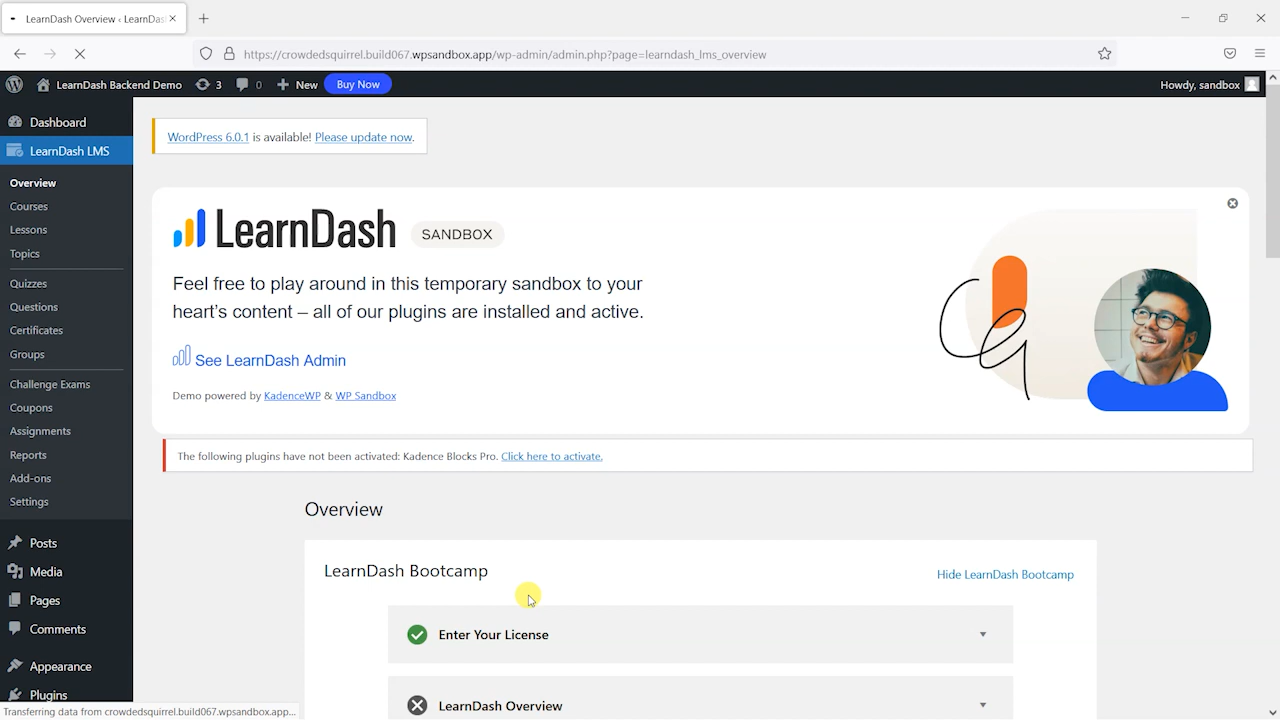 LearnDash Overview ‹ LearnDas
https://crowdedsquirrel.build067.wpsandbox.app/wp-admin/admin.php?page=learndash_lms_overview
LearnDash Backend Demo 3 0 New Buy Now Howdy, sandbox
Dashboard
LearnDash LMS
Overview
Courses
Lessons
Topics
Quizzes
Questions
Certificates
Groups
Challenge Exams
Coupons
Assignments
Reports
Add-ons
Settings
Posts
Media
Pages
Comments
Appearance
Plugins
WordPress 6.0.1 is available! Please update now.
LearnDash SANDBOX
Feel free to play around in this temporary sandbox to your
heart's content – all of our plugins are installed and active.
See LearnDash Admin
Demo powered by KadenceWP & WP Sandbox
The following plugins have not been activated: Kadence Blocks Pro. Click here to activate.
Overview
LearnDash Bootcamp Hide LearnDash Bootcamp
Enter Your License
LearnDash Overview
Transferring data from crowdedsquirrel.build067.wpsandbox.app...